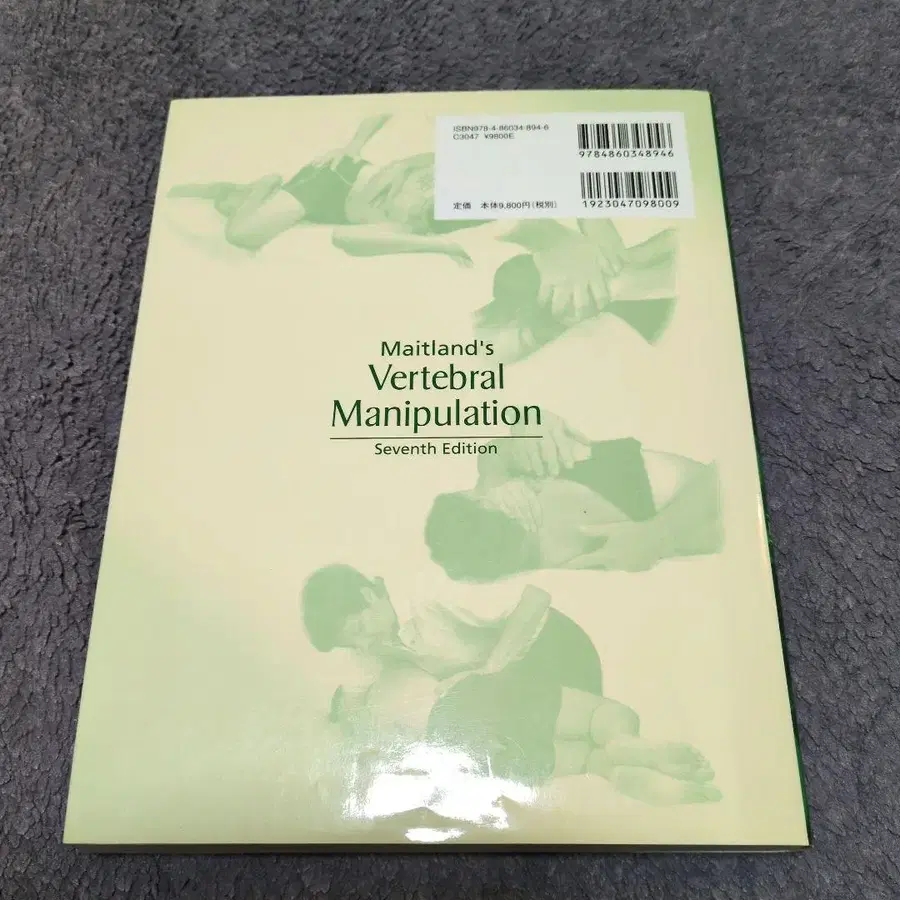 ISBN978-4-86034-894-6
C3047 ¥9800E
9784860348946
定価 本体9,800円(税別)
1923047098009
Maitland's
Vertebral
Manipulation
Seventh Edition